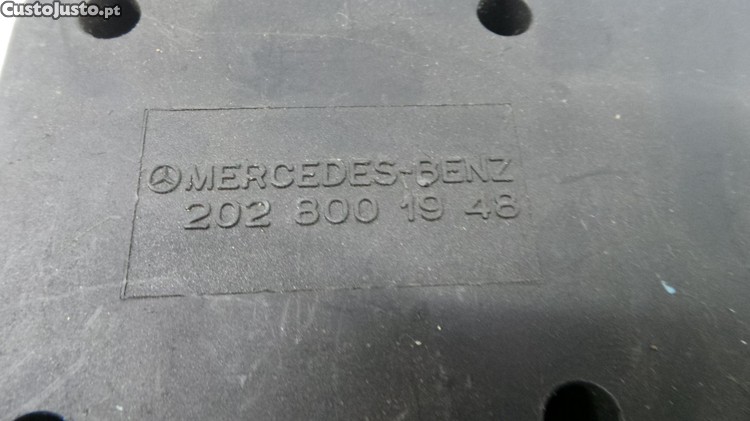 CustoJusto.pt
MERCEDES-BENZ
202 800 19 48